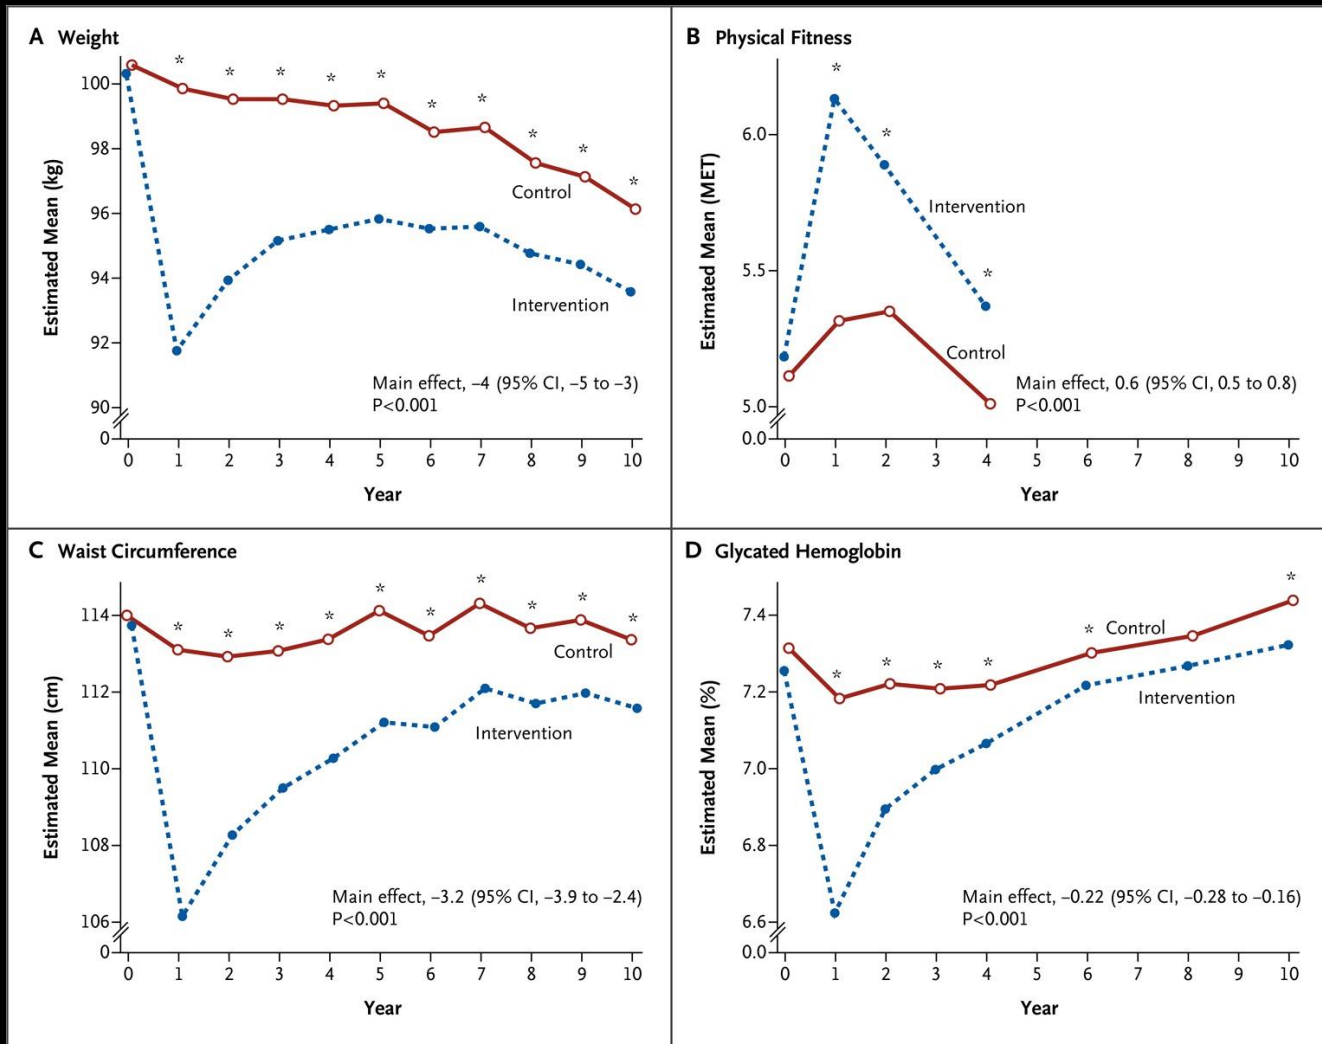 A Weight
Estimated Mean (kg)
100
98
96
94
92
90
0
* * * * * * * * * *
Control
Intervention
Main effect, –4 (95% CI, –5 to –3)
P<0.001
0 1 2 3 4 5 6 7 8 9 10
Year
B Physical Fitness
Estimated Mean (MET)
6.0
5.5
5.0
0.0
* * *
Intervention
Control
Main effect, 0.6 (95% CI, 0.5 to 0.8)
P<0.001
0 1 2 3 4 5 6 7 8 9 10
Year
C Waist Circumference
Estimated Mean (cm)
114
112
110
108
106
0
* * * * * * * * * *
Control
Intervention
Main effect, –3.2 (95% CI, –3.9 to –2.4)
P<0.001
0 1 2 3 4 5 6 7 8 9 10
Year
D Glycated Hemoglobin
Estimated Mean (%)
7.4
7.2
7.0
6.8
6.6
0.0
* * * * * *
Control
Intervention
Main effect, –0.22 (95% CI, –0.28 to –0.16)
P<0.001
0 1 2 3 4 5 6 7 8 9 10
Year